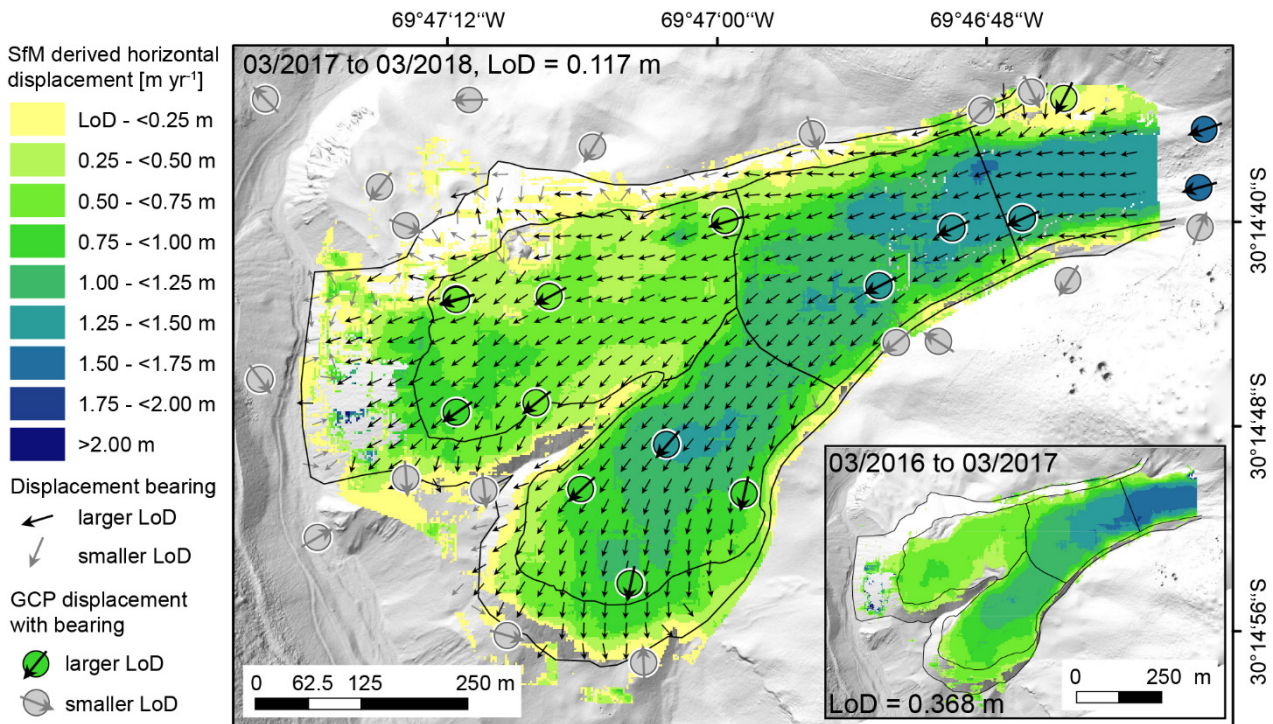 69°47'12“W
69°47'00“W
69°46'48“W
SfM derived horizontal
displacement [m yr⁻¹]
LoD - <0.25 m
0.25 - <0.50 m
0.50 - <0.75 m
0.75 - <1.00 m
1.00 - <1.25 m
1.25 - <1.50 m
1.50 - <1.75 m
1.75 - <2.00 m
>2.00 m
Displacement bearing
larger LoD
smaller LoD
GCP displacement
with bearing
larger LoD
smaller LoD
03/2017 to 03/2018, LoD = 0.117 m
30°14'40“S
30°14'48“S
30°14'56“S
0 62.5 125 250 m
03/2016 to 03/2017
0 250 m
LoD = 0.368 m